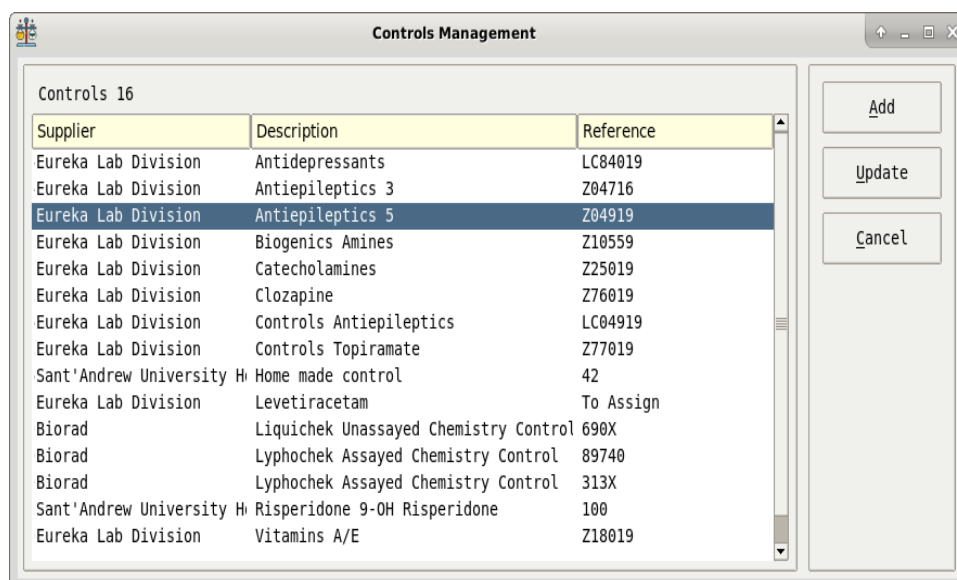 Controls Management
Controls 16
Add
Supplier Description Reference
Eureka Lab Division Antidepressants LC84019
Update
Eureka Lab Division Antiepileptics 3 Z04716
Eureka Lab Division Antiepileptics 5 Z04919
Cancel
Eureka Lab Division Biogenics Amines Z10559
Eureka Lab Division Catecholamines Z25019
Eureka Lab Division Clozapine Z76019
Eureka Lab Division Controls Antiepileptics LC04919
Eureka Lab Division Controls Topiramate Z77019
Sant'Andrew University Home made control 42
Eureka Lab Division Levetiracetam To Assign
Biorad Liquichek Unassayed Chemistry Control 690X
Biorad Lyphochek Assayed Chemistry Control 89740
Biorad Lyphochek Assayed Chemistry Control 313X
Sant'Andrew University Risperidone 9-OH Risperidone 100
Eureka Lab Division Vitamins A/E Z18019